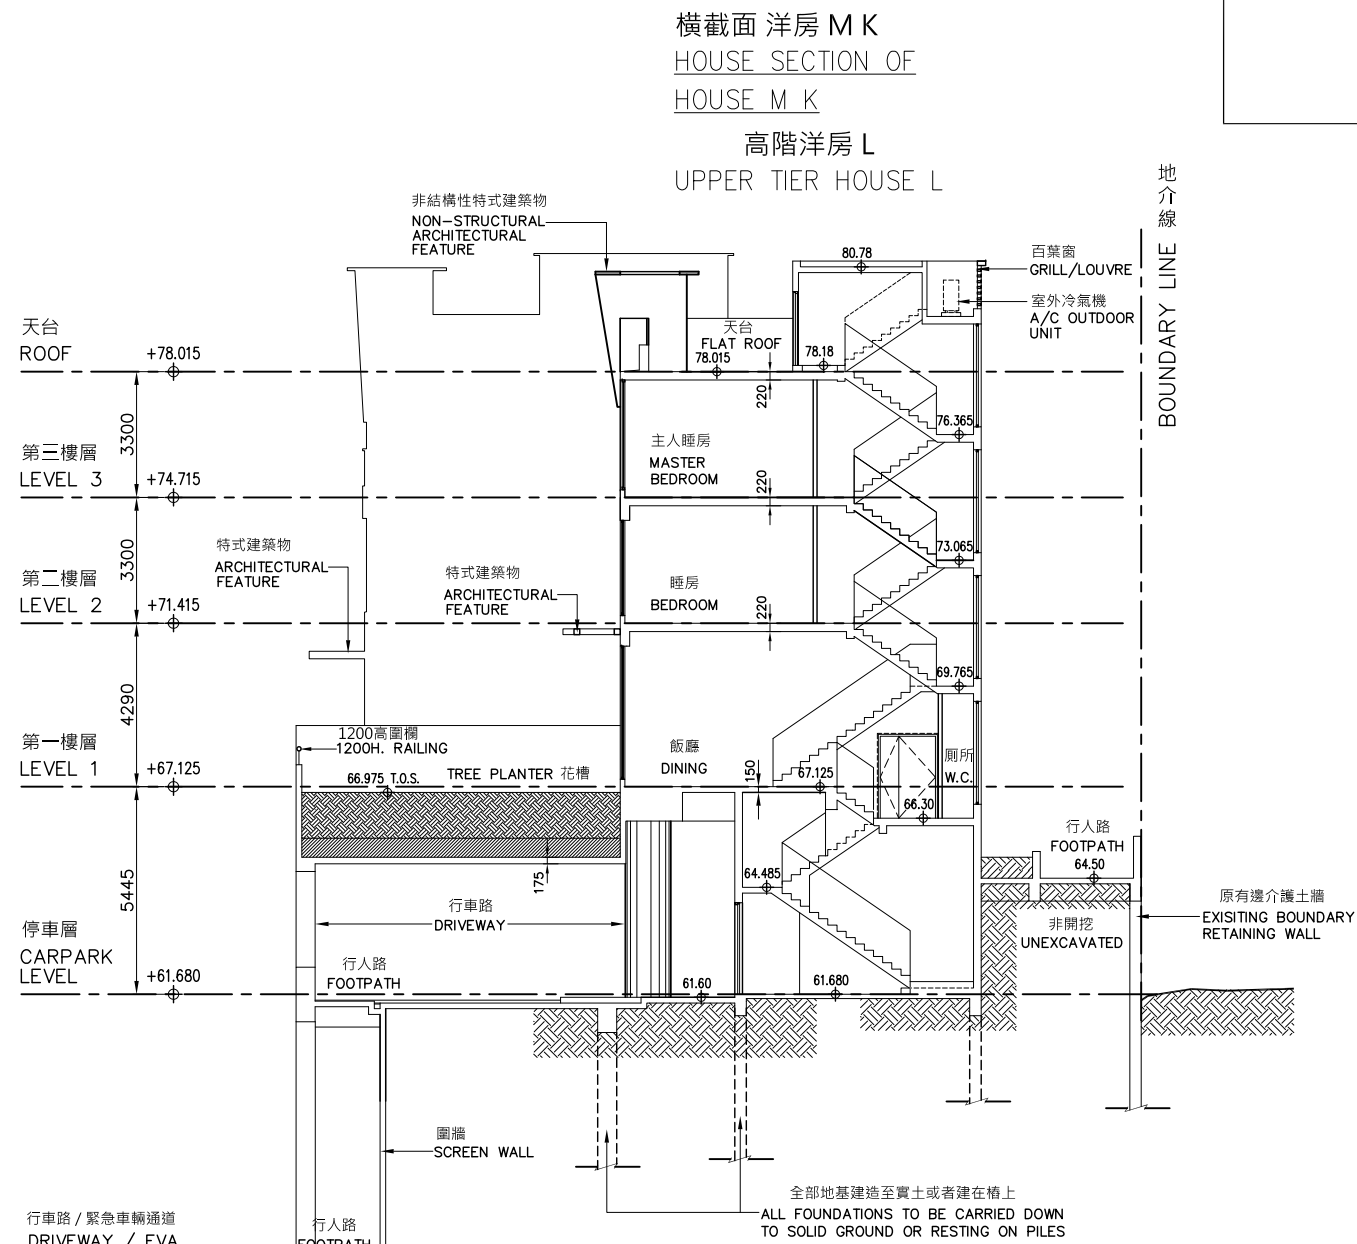 橫截面 洋房 M K
HOUSE SECTION OF
HOUSE M K
高階洋房 L
UPPER TIER HOUSE L
地介線
BOUNDARY LINE
非結構性特式建築物
NON-STRUCTURAL
ARCHITECTURAL
FEATURE
80.78
百葉窗
GRILL/LOUVRE
室外冷氣機
A/C OUTDOOR
UNIT
天台
ROOF
+78.015
天台
FLAT ROOF
78.015
78.18
220
3300
76.365
主人睡房
MASTER
BEDROOM
第三樓層
LEVEL 3
+74.715
220
特式建築物
ARCHITECTURAL
FEATURE
3300
73.065
特式建築物
ARCHITECTURAL
FEATURE
睡房
BEDROOM
第二樓層
LEVEL 2
+71.415
220
69.765
4290
1200高圍欄
1200H. RAILING
飯廳
DINING
廁所
W.C.
第一樓層
LEVEL 1
+67.125
66.975 T.O.S.
TREE PLANTER 花槽
150
67.125
66.30
行人路
FOOTPATH
64.50
175
64.485
5445
行車路
DRIVEWAY
原有邊介護土牆
EXISITING BOUNDARY
RETAINING WALL
非開挖
UNEXCAVATED
停車層
CARPARK
LEVEL
+61.680
行人路
FOOTPATH
61.60
61.680
圍牆
SCREEN WALL
全部地基建造至實土或者建在樁上
ALL FOUNDATIONS TO BE CARRIED DOWN
TO SOLID GROUND OR RESTING ON PILES
行車路 / 緊急車輛通道
DRIVEWAY / EVA
行人路
FOOTPATH